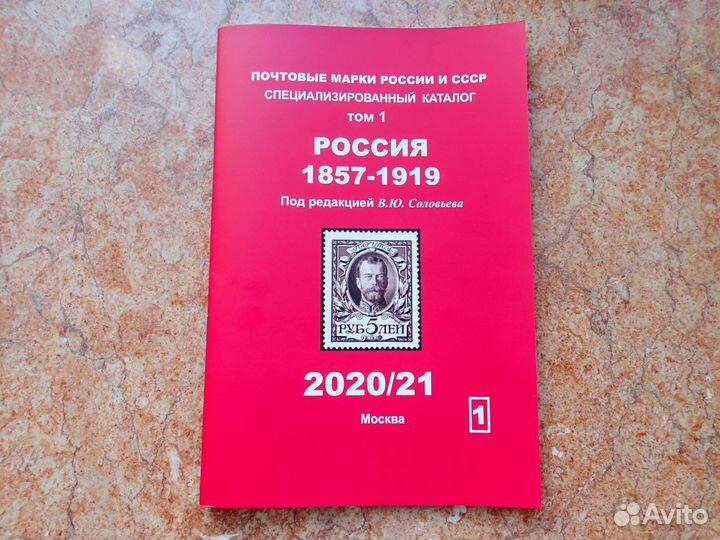 ПОЧТОВЫЕ МАРКИ РОССИИ И СССР
СПЕЦИАЛИЗИРОВАННЫЙ КАТАЛОГ
ТОМ 1
РОССИЯ
1857-1919
Под редакцией В.Ю. Соловьева
РУБ 5 ЛЕЙ
2020/21
Москва
1
Avito